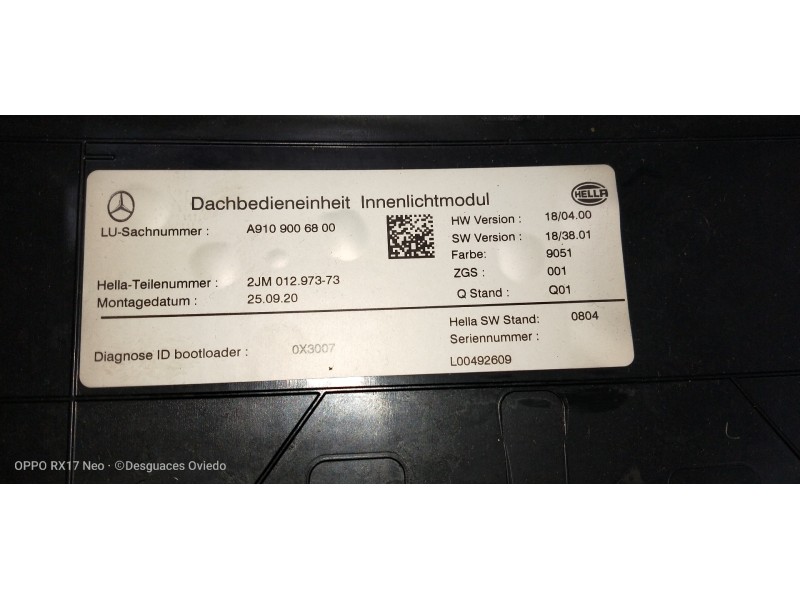 Dachbedieneinheit Innenlichtmodul
HELLA
LU-Sachnummer : A910 900 68 00
HW Version : 18/04.00
SW Version : 18/38.01
Farbe: 9051
Hella-Teilenummer : 2JM 012.973-73
ZGS : 001
Montagedatum : 25.09.20
Q Stand : Q01
Hella SW Stand: 0804
Seriennummer :
Diagnose ID bootloader : 0X3007
L00492609
OPPO RX17 Neo · ©Desguaces Oviedo